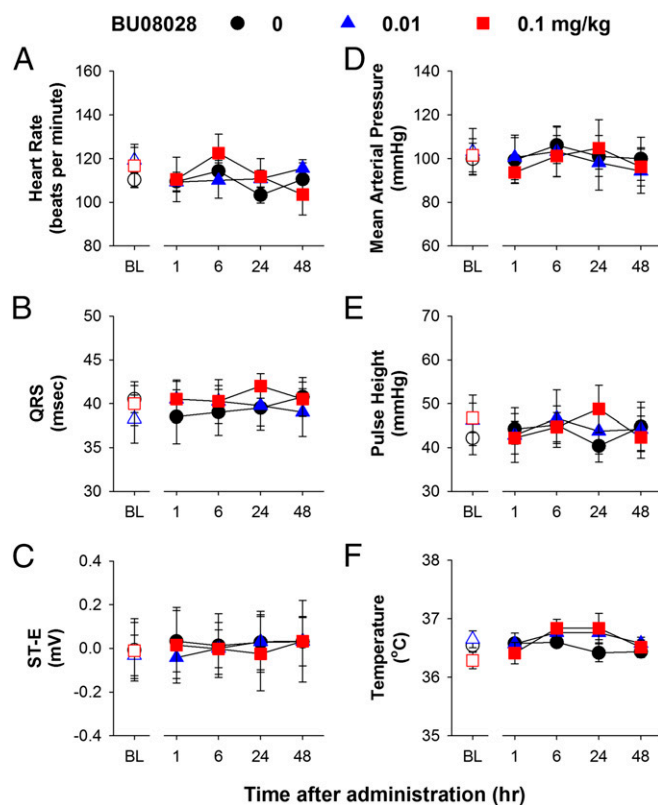 BU08028 0 0.01 0.1 mg/kg
A
Heart Rate
(beats per minute)
160
140
120
100
80
BL 1 6 24 48
B
QRS
(msec)
50
45
40
35
30
BL 1 6 24 48
C
ST-E
(mV)
0.4
0.2
0.0
-0.2
-0.4
BL 1 6 24 48
D
Mean Arterial Pressure
(mmHg)
140
120
100
80
60
BL 1 6 24 48
E
Pulse Height
(mmHg)
70
60
50
40
30
20
BL 1 6 24 48
F
Temperature
(°C)
38
37
36
35
BL 1 6 24 48
Time after administration (hr)